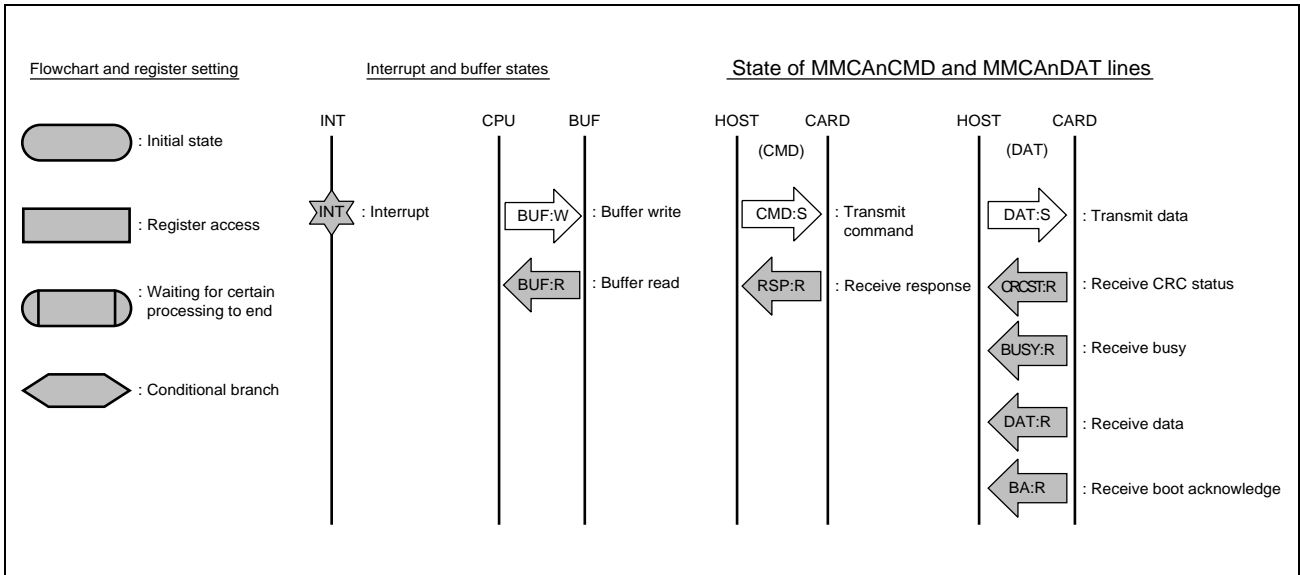 Flowchart and register setting
: Initial state
: Register access
: Waiting for certain
processing to end
: Conditional branch
Interrupt and buffer states
INT
CPU
BUF
INT
: Interrupt
BUF:W
: Buffer write
BUF:R
: Buffer read
State of MMCAnCMD and MMCAnDAT lines
HOST
CARD
(CMD)
CMD:S
: Transmit
command
RSP:R
: Receive response
HOST
CARD
(DAT)
DAT:S
: Transmit data
CRCST:R
: Receive CRC status
BUSY:R
: Receive busy
DAT:R
: Receive data
BA:R
: Receive boot acknowledge